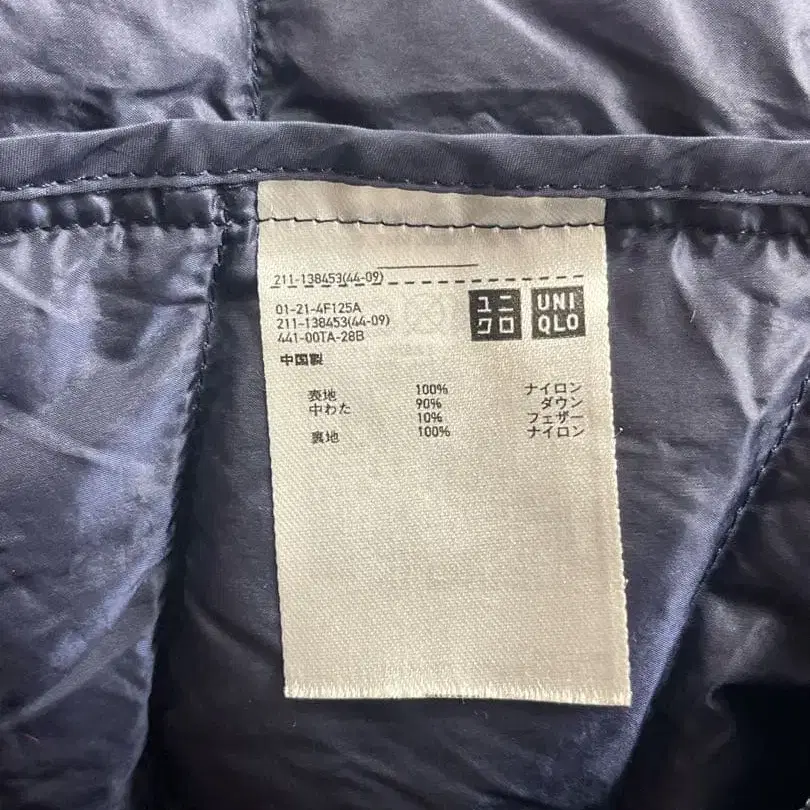 211-138453(44-09)
01-21-4F125A
211-138453(44-09)
441-00TA-28B
ユニ
クロ
UNI
QLO
中国製
表地 100% ナイロン
中わた 90% ダウン
10% フェザー
裏地 100% ナイロン